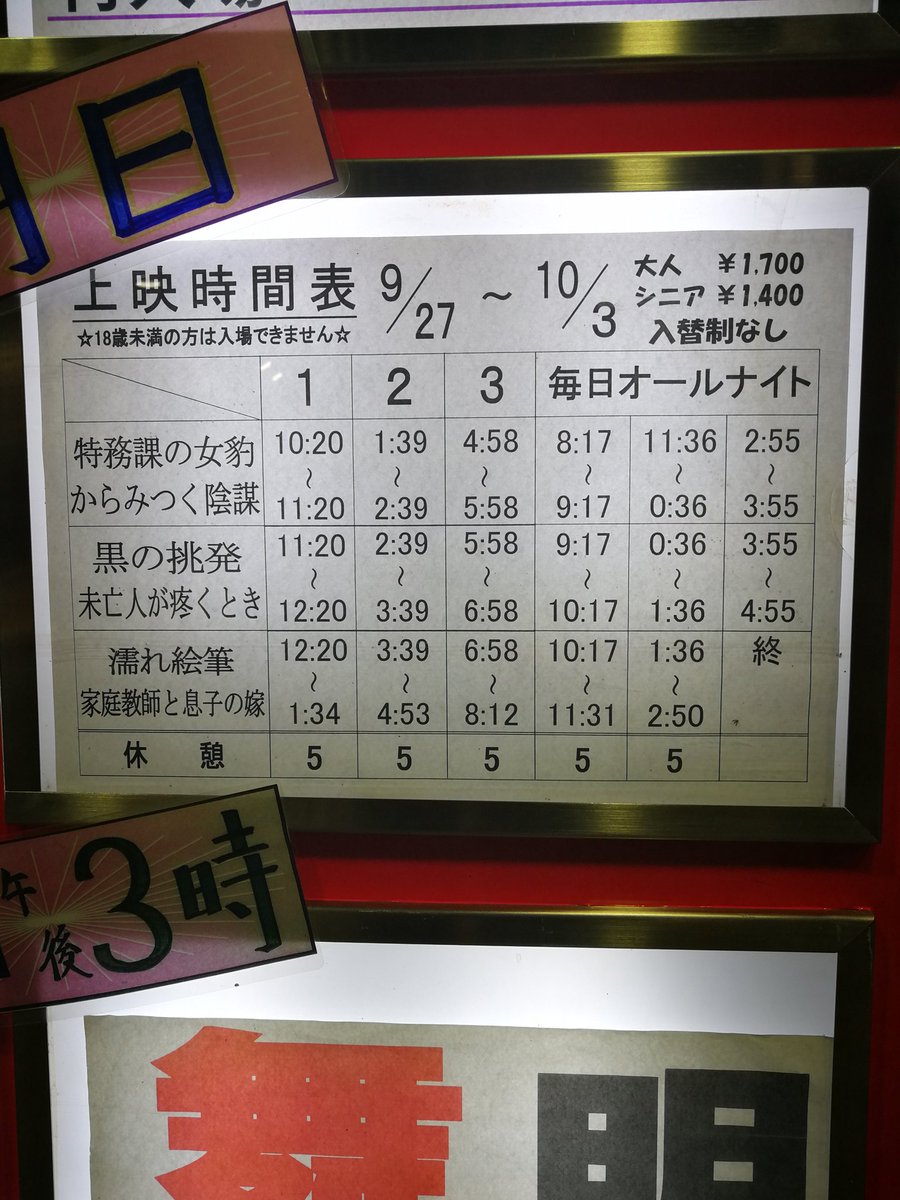 日
上映時間表 9/27 ～ 10/3
大人 ¥1,700
シニア ¥1,400
入替制なし
☆18歳未満の方は入場できません☆
1 2 3 毎日オールナイト
特務課の女豹
からみつく陰謀
10:20 1:39 4:58 8:17 11:36 2:55
～ ～ ～ ～ ～ ～
11:20 2:39 5:58 9:17 0:36 3:55
黒の挑発
未亡人が疼くとき
11:20 2:39 5:58 9:17 0:36 3:55
～ ～ ～ ～ ～ ～
12:20 3:39 6:58 10:17 1:36 4:55
濡れ絵筆
家庭教師と息子の嫁
12:20 3:39 6:58 10:17 1:36 終
～ ～ ～ ～ ～
1:34 4:53 8:12 11:31 2:50
休憩 5 5 5 5 5
午後3時